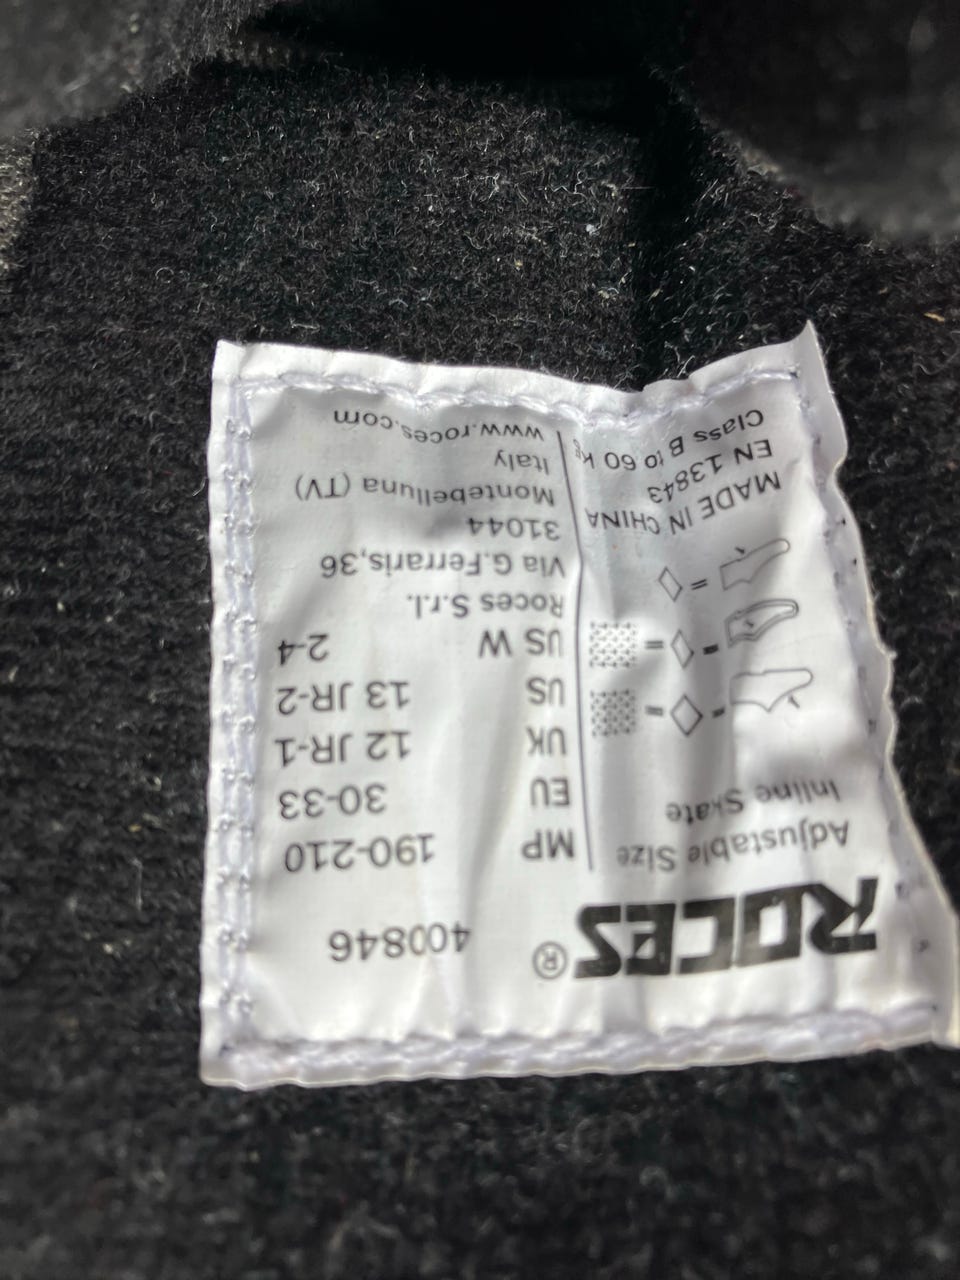 ROCES®
400846
Adjustable Size
Inline Skate
MP 190-210
EU 30-33
UK 12 JR-1
US 13 JR-2
US W 2-4
Roces S.r.l.
Via G.Ferraris,36
31044
Montebelluna (TV)
Italy
www.roces.com
MADE IN CHINA
EN 13843
Class B to 60 Kg